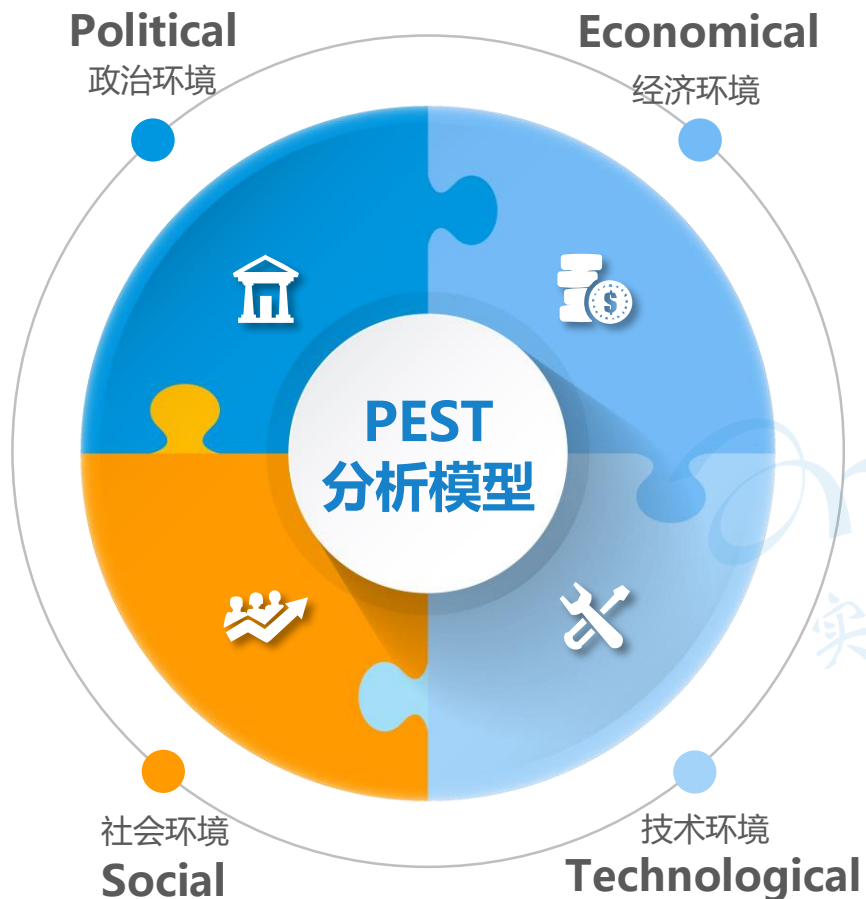 Political
政治环境
Economical
经济环境
PEST
分析模型
$
社会环境
Social
技术环境
Technological
实